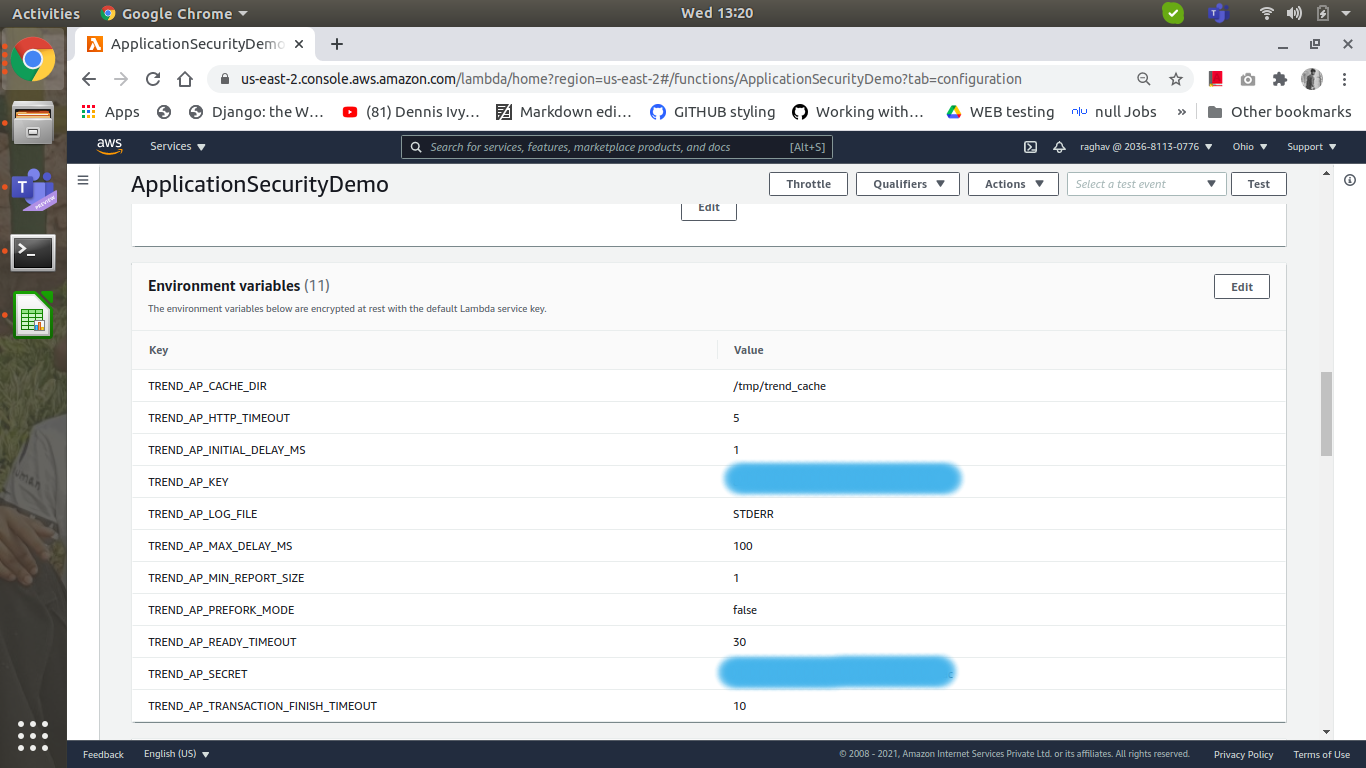 Activities Google Chrome Wed 13:20
ApplicationSecurityDemo
us-east-2.console.aws.amazon.com/lambda/home?region=us-east-2#/functions/ApplicationSecurityDemo?tab=configuration
Apps Django: the W... (81) Dennis Ivy... Markdown edi... GITHUB styling Working with... WEB testing null Jobs » Other bookmarks
aws Services Search for services, features, marketplace products, and docs [Alt+S] raghav @ 2036-8113-0776 Ohio Support
ApplicationSecurityDemo Throttle Qualifiers Actions Select a test event Test
Edit
Environment variables (11) Edit
The environment variables below are encrypted at rest with the default Lambda service key.
Key Value
TREND_AP_CACHE_DIR /tmp/trend_cache
TREND_AP_HTTP_TIMEOUT 5
TREND_AP_INITIAL_DELAY_MS 1
TREND_AP_KEY
TREND_AP_LOG_FILE STDERR
TREND_AP_MAX_DELAY_MS 100
TREND_AP_MIN_REPORT_SIZE 1
TREND_AP_PREFORK_MODE false
TREND_AP_READY_TIMEOUT 30
TREND_AP_SECRET
TREND_AP_TRANSACTION_FINISH_TIMEOUT 10
Feedback English (US) © 2008 - 2021, Amazon Internet Services Private Ltd. or its affiliates. All rights reserved. Privacy Policy Terms of Use